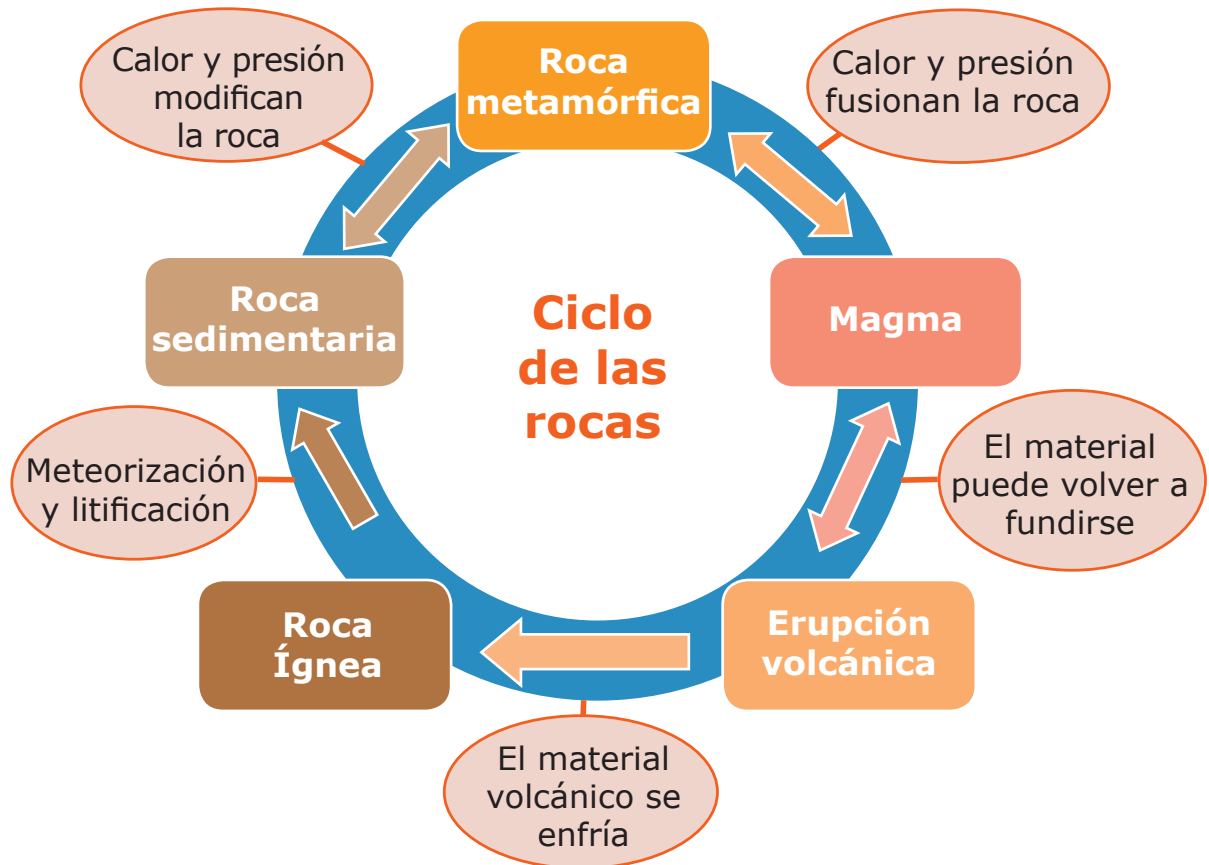 Calor y presión
modifican
la roca
Roca
metamórfica
Calor y presión
fusionan la roca
Roca
sedimentaria
Ciclo
de las
rocas
Magma
Meteorización
y litificación
El material
puede volver a
fundirse
Roca
Ígnea
Erupción
volcánica
El material
volcánico se
enfría